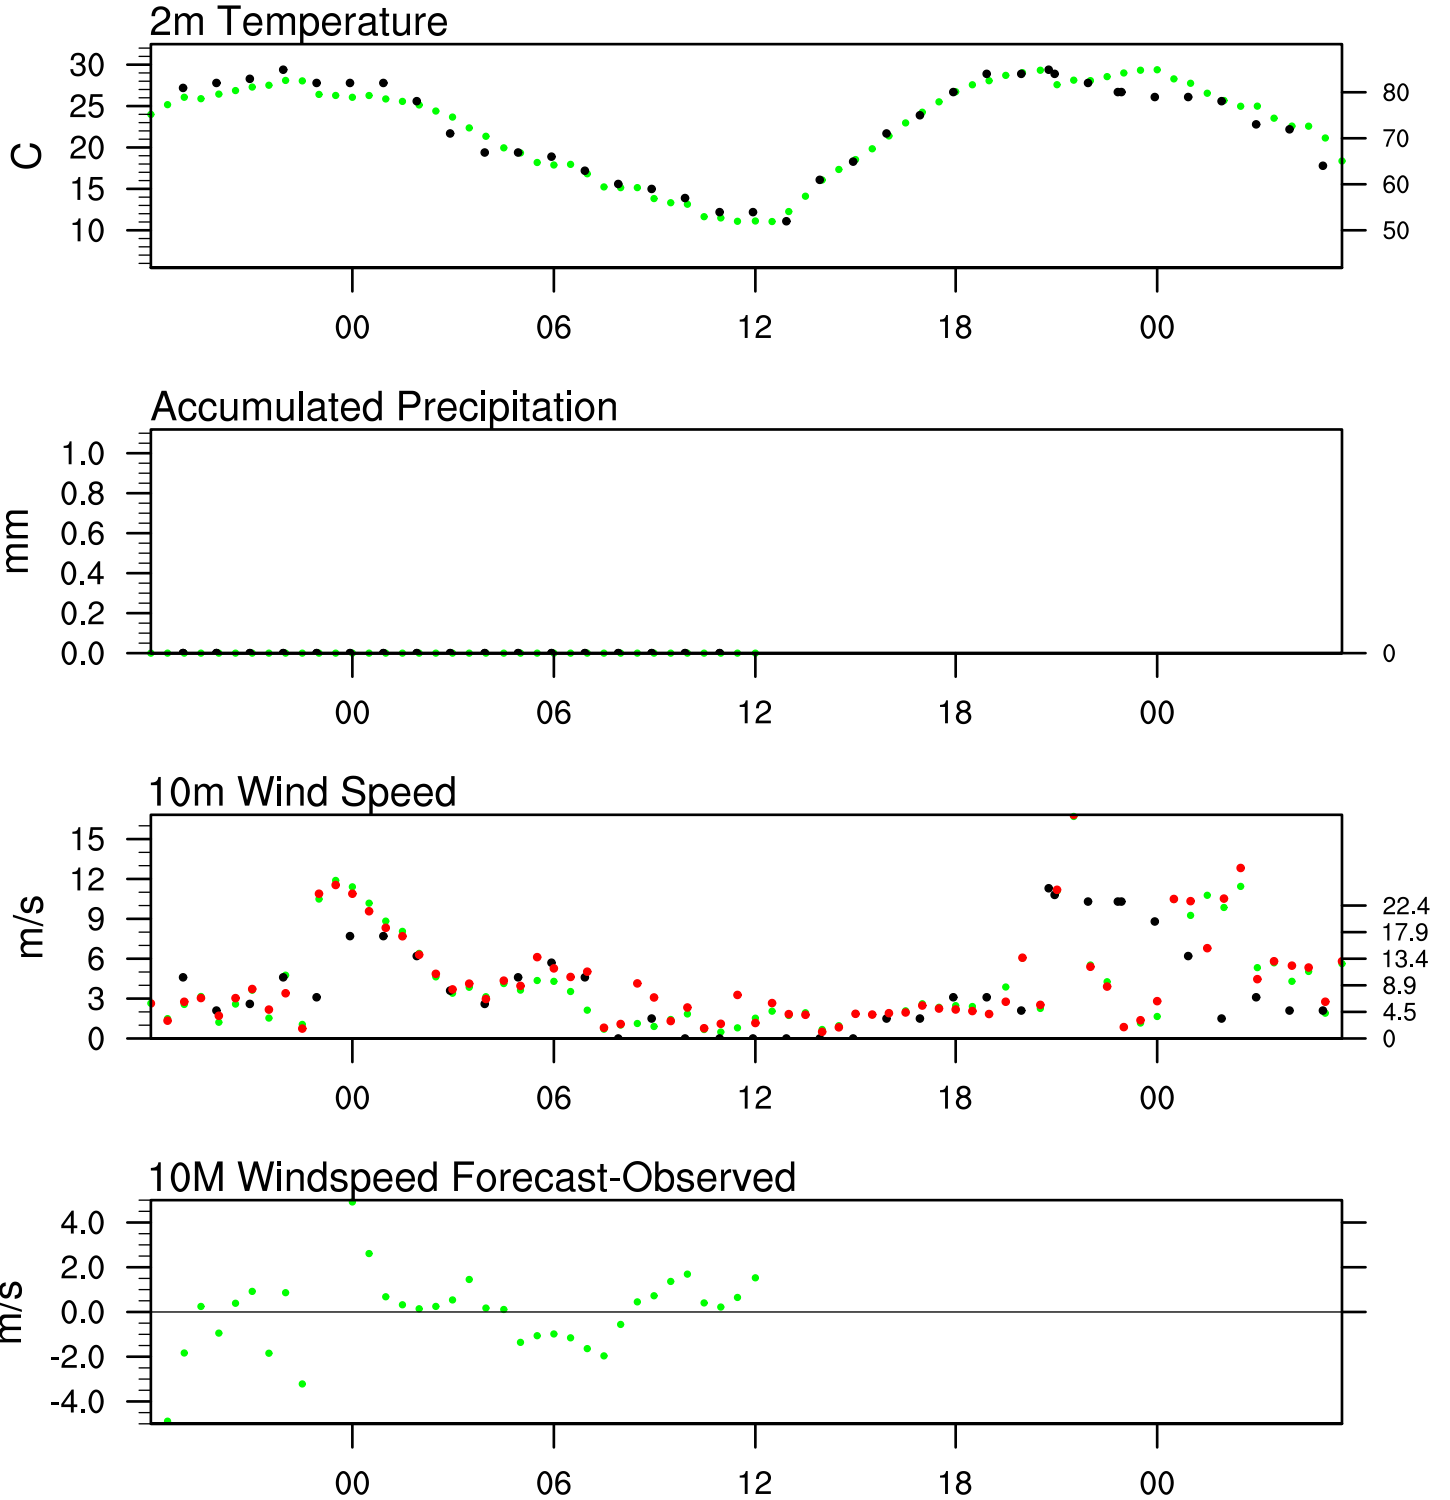 2m Temperature
30
25
20
15
10
C
80
70
60
50
00 06 12 18 00
Accumulated Precipitation
1.0
0.8
0.6
0.4
0.2
0.0
mm
0
00 06 12 18 00
10m Wind Speed
15
12
9
6
3
0
m/s
22.4
17.9
13.4
8.9
4.5
0
00 06 12 18 00
10M Windspeed Forecast-Observed
4.0
2.0
0.0
-2.0
-4.0
m/s
00 06 12 18 00